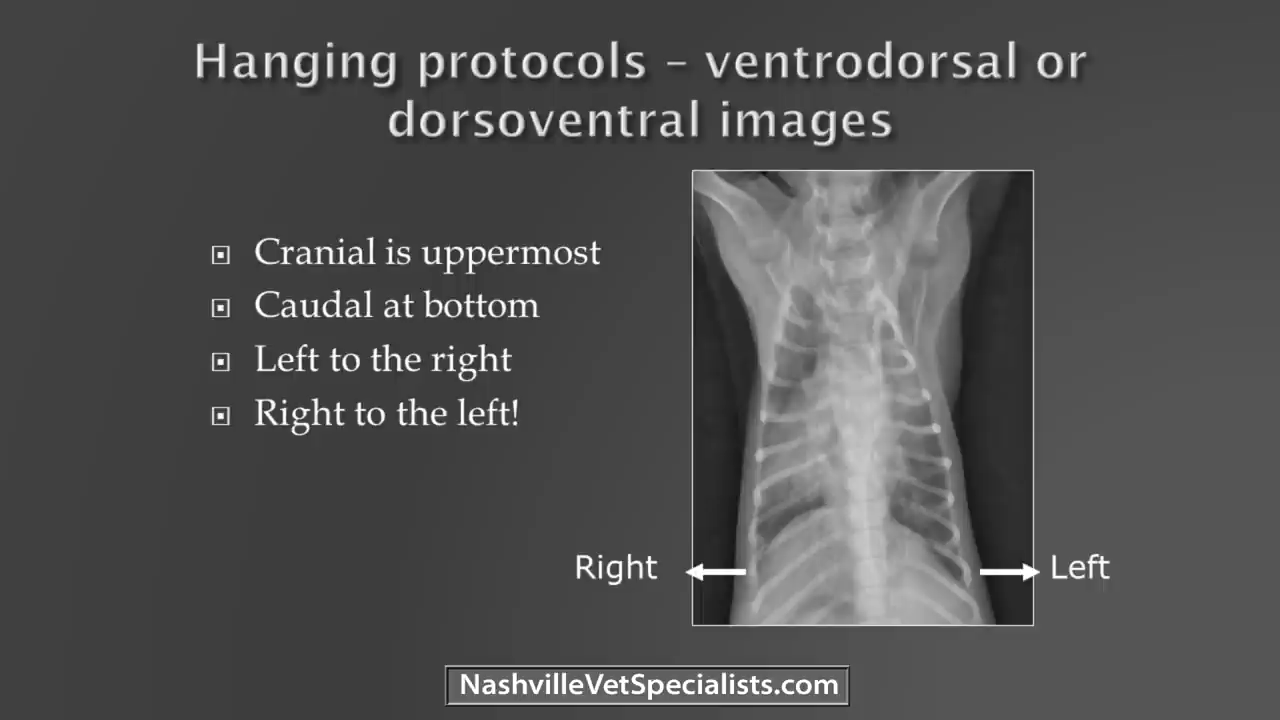 Hanging protocols – ventrodorsal or
dorsoventral images
Cranial is uppermost
Caudal at bottom
Left to the right
Right to the left!
Right
Left
NashvilleVetSpecialists.com